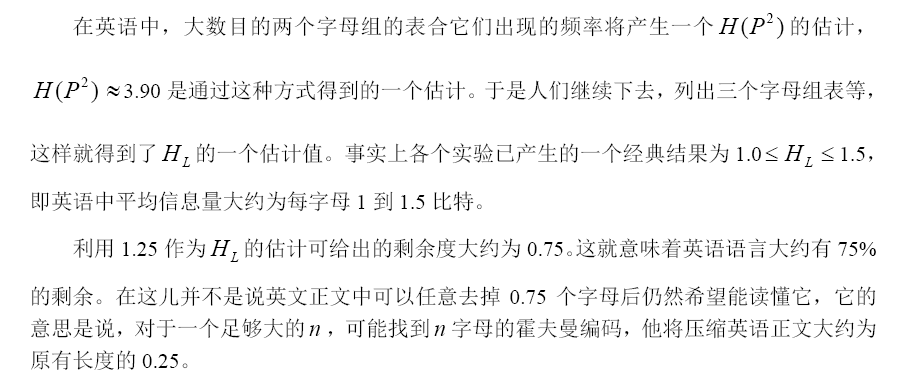 在英语中，大数目的两个字母组的表合它们出现的频率将产生一个 H(P²) 的估计，
H(P²) ≈3.90 是通过这种方式得到的一个估计。于是人们继续下去，列出三个字母组表等，
这样就得到了 H_L 的一个估计值。事实上各个实验已产生的一个经典结果为 1.0≤ H_L ≤1.5，
即英语中平均信息量大约为每字母 1 到 1.5 比特。
利用 1.25 作为 H_L 的估计可给出的剩余度大约为 0.75。这就意味着英语语言大约有 75%
的剩余。在这儿并不是说英文正文中可以任意去掉 0.75 个字母后仍然希望能读懂它，它的
意思是说，对于一个足够大的 n，可能找到 n 字母的霍夫曼编码，他将压缩英语正文大约为
原有长度的 0.25。